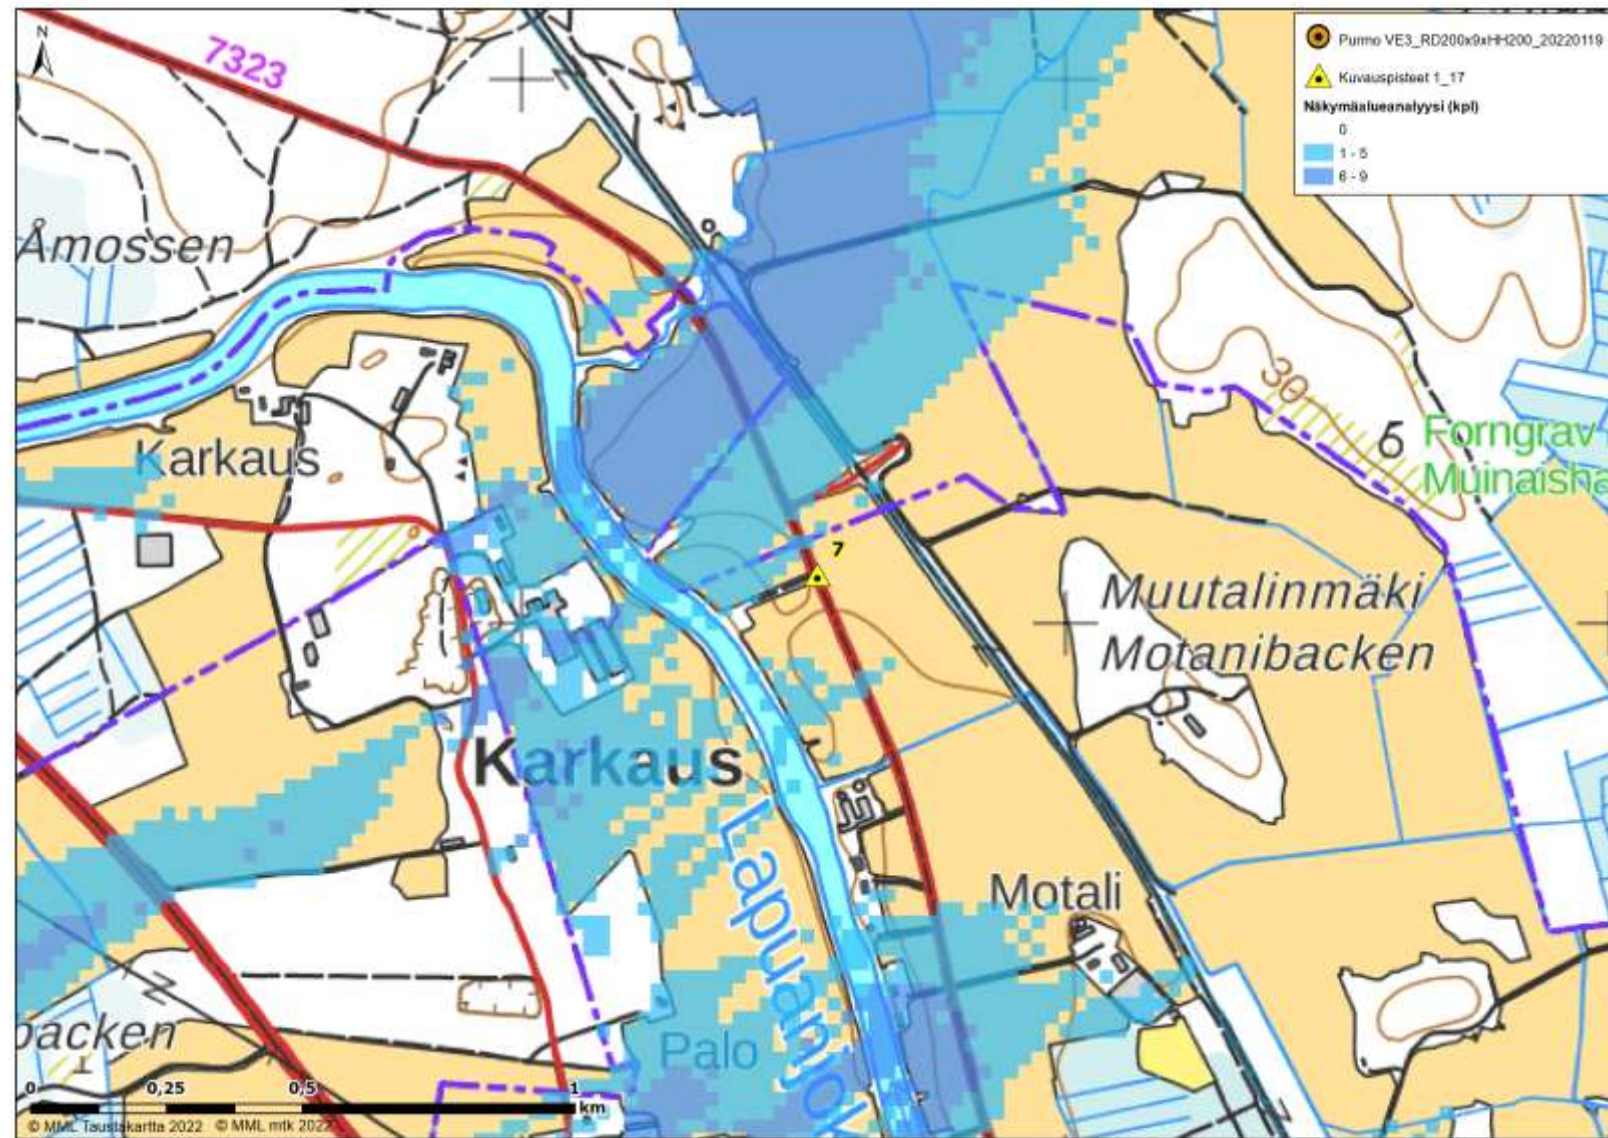 N
7323
Purmo VE3_RD200x9xHH200_20220119
Kuvauspisteet 1_17
Näkymäalueanalyysi (kpl)
0
1 - 5
6 - 9
Åmossen
Karkaus
30
6
Forngrav
Muinaisha
7
Muutalinmäki
Motanibacken
Karkaus
Lapuanjok
Motali
Palo
backen
0
0,25
0,5
1
km
© MML Taustakartta 2022 © MML mtk 2022